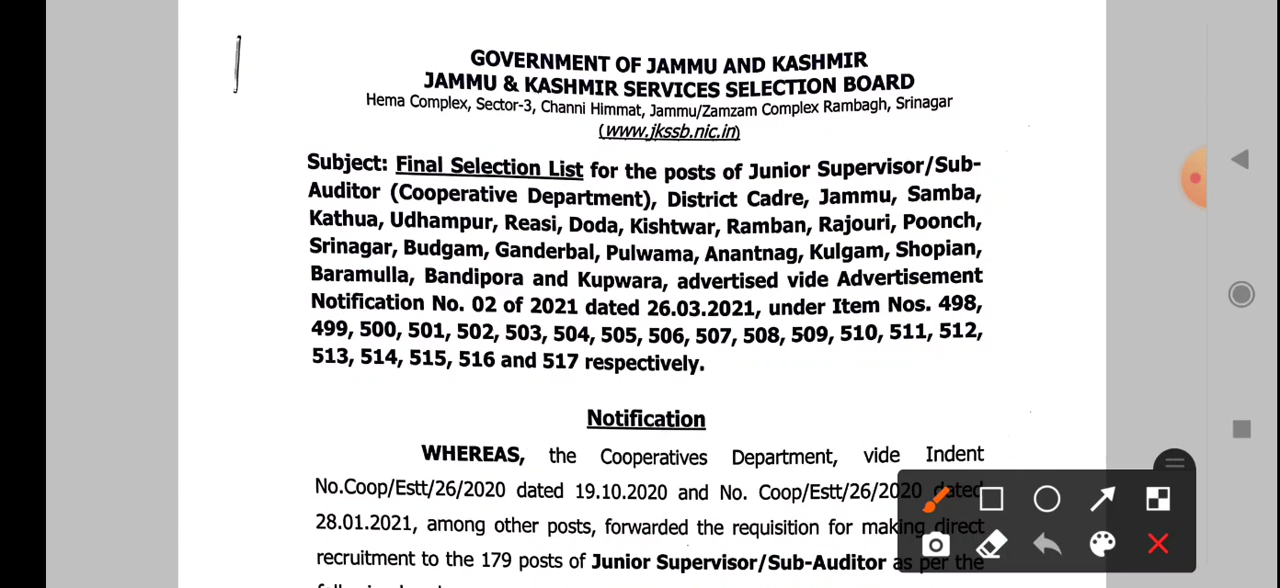 GOVERNMENT OF JAMMU AND KASHMIR
JAMMU & KASHMIR SERVICES SELECTION BOARD
Hema Complex, Sector-3, Channi Himmat, Jammu/Zamzam Complex Rambagh, Srinagar
(www.jkssb.nic.in)
Subject: Final Selection List for the posts of Junior Supervisor/Sub-
Auditor (Cooperative Department), District Cadre, Jammu, Samba,
Kathua, Udhampur, Reasi, Doda, Kishtwar, Ramban, Rajouri, Poonch,
Srinagar, Budgam, Ganderbal, Pulwama, Anantnag, Kulgam, Shopian,
Baramulla, Bandipora and Kupwara, advertised vide Advertisement
Notification No. 02 of 2021 dated 26.03.2021, under Item Nos. 498,
499, 500, 501, 502, 503, 504, 505, 506, 507, 508, 509, 510, 511, 512,
513, 514, 515, 516 and 517 respectively.
Notification
WHEREAS, the Cooperatives Department, vide Indent
No.Coop/Estt/26/2020 dated 19.10.2020 and No. Coop/Estt/26/2020 dated
28.01.2021, among other posts, forwarded the requisition for making direct
recruitment to the 179 posts of Junior Supervisor/Sub-Auditor as per the